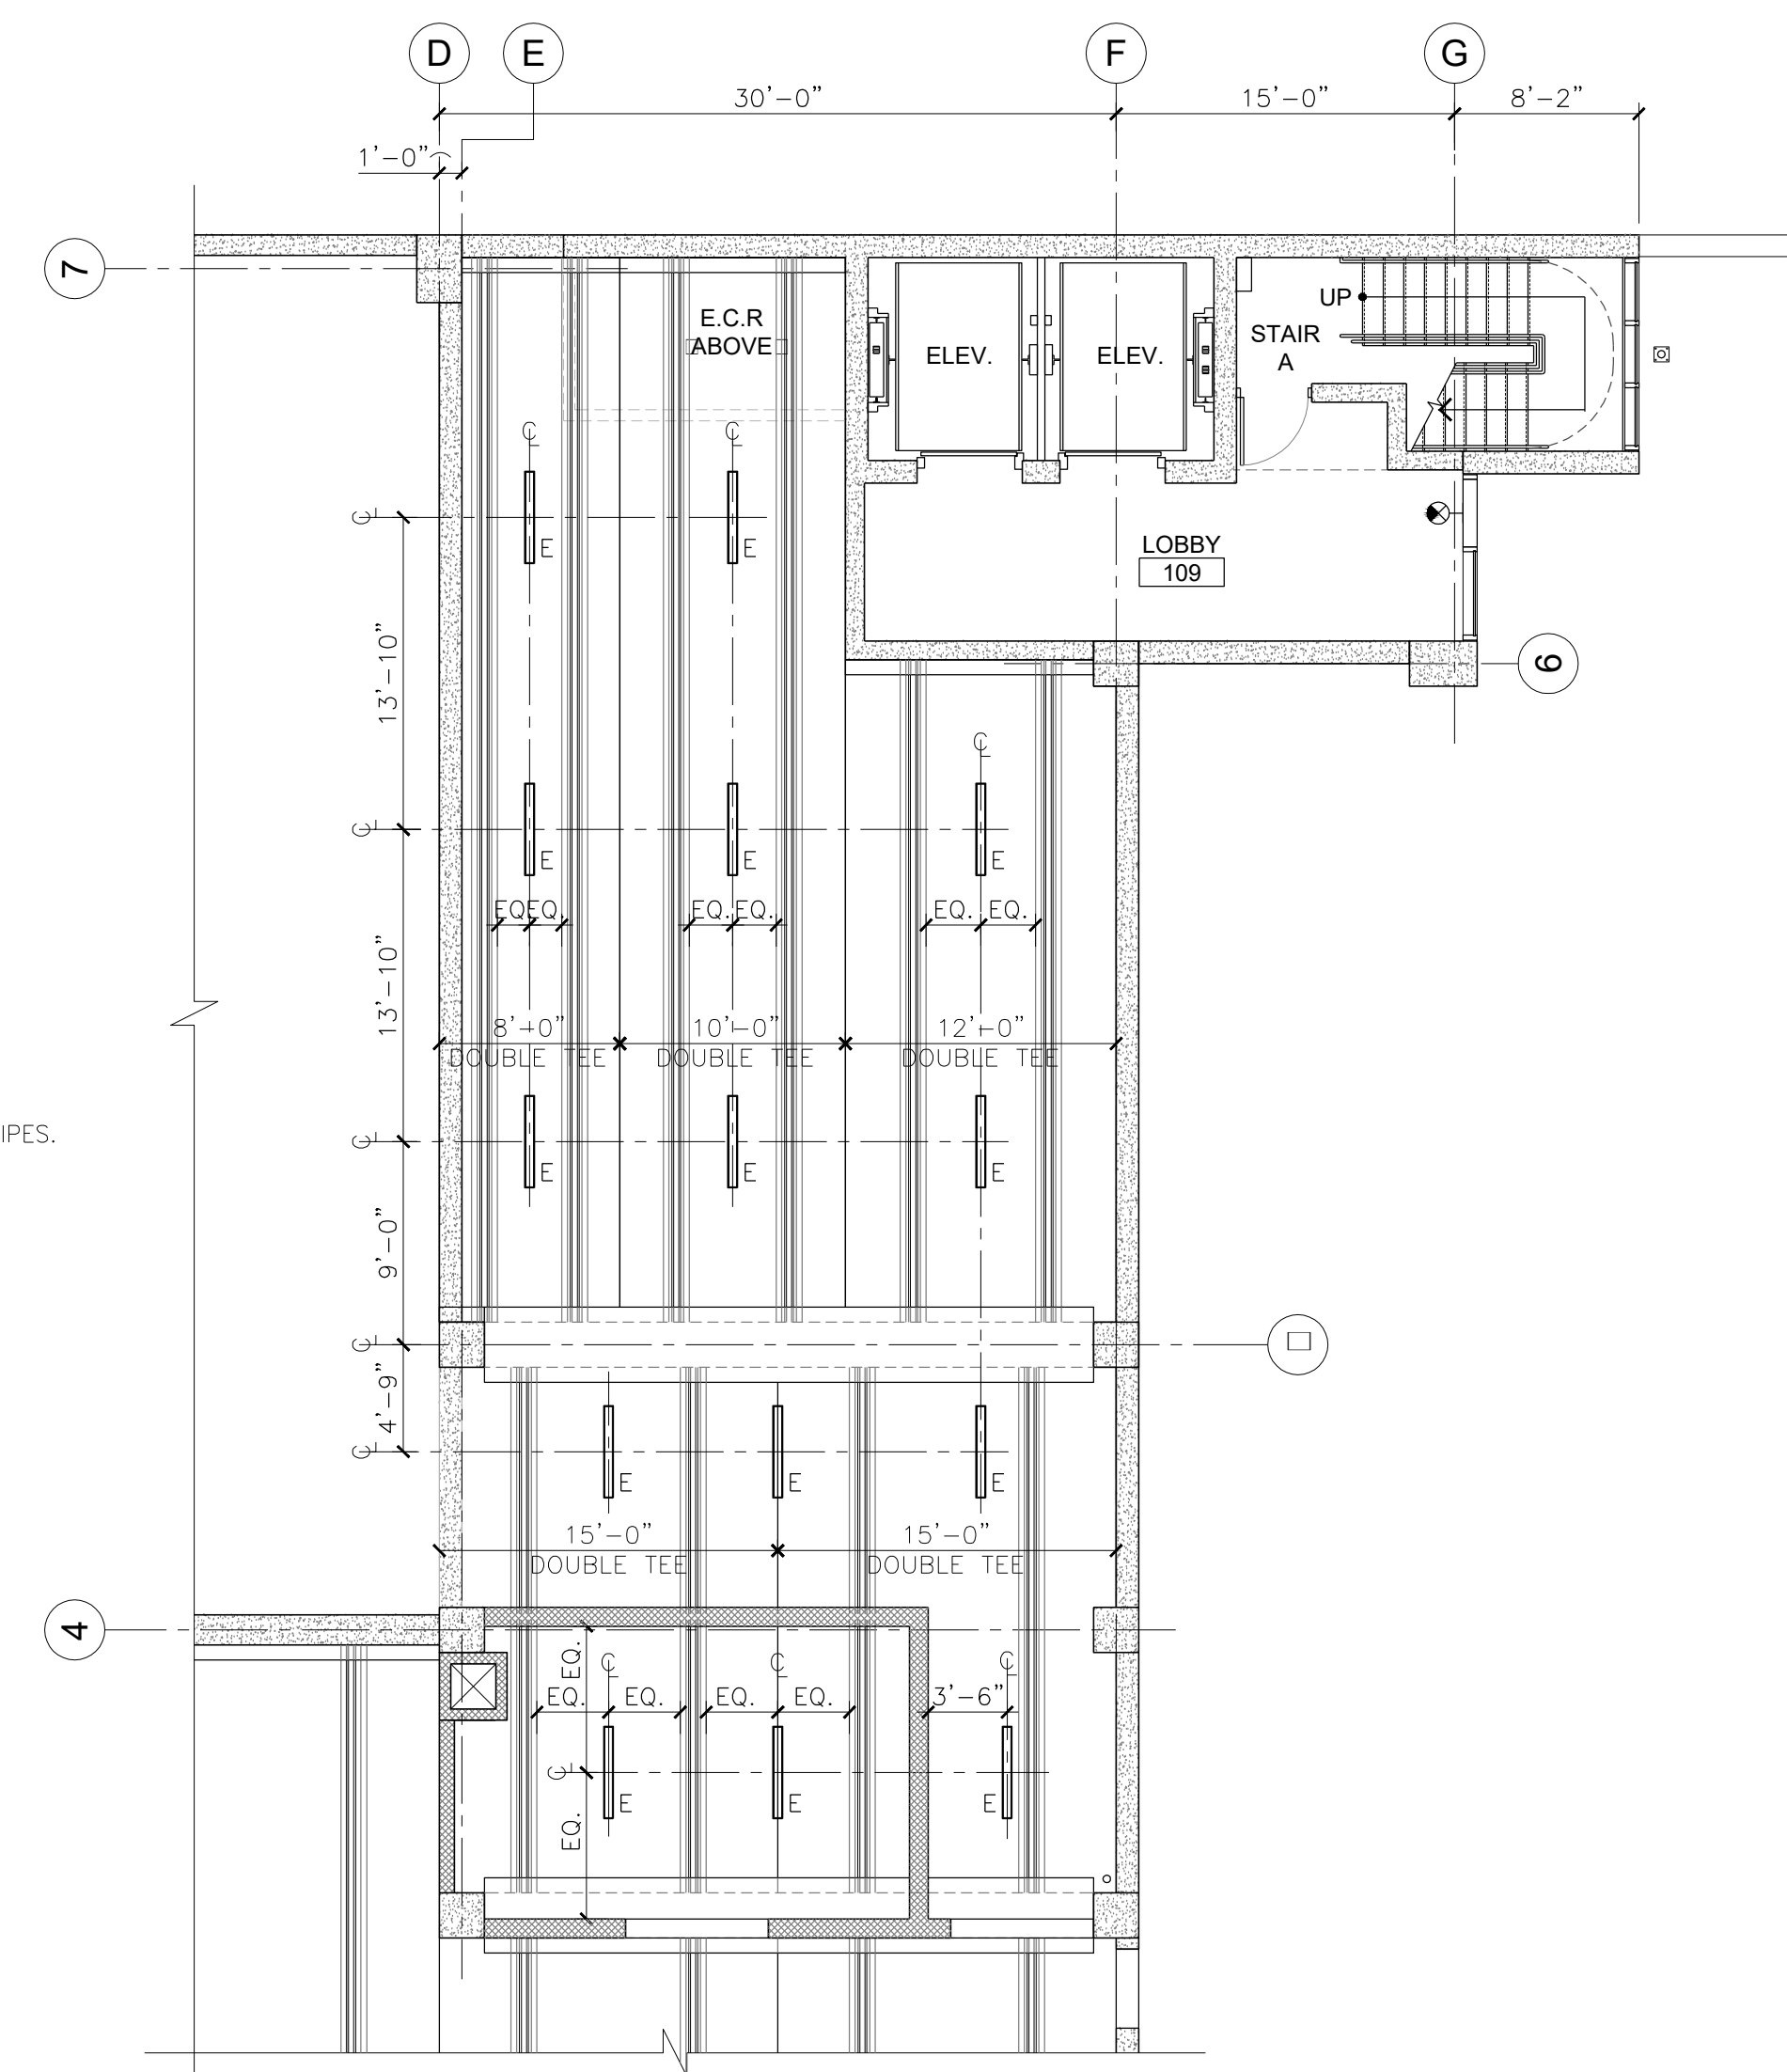 D
E
F
G
30'-0"
15'-0"
8'-2"
1'-0"
7
E.C.R
ABOVE
ELEV.
ELEV.
UP
STAIR
A
℄
℄
℄
E
E
LOBBY
109
6
13'-10"
℄
℄
E
E
E
EQ.
EQ.
EQ.
EQ.
EQ.
EQ.
13'-10"
8'-0"
DOUBLE TEE
10'-0"
DOUBLE TEE
12'-0"
DOUBLE TEE
IPES.
℄
E
E
E
9'-0"
℄
4'-9"
℄
E
E
E
15'-0"
DOUBLE TEE
15'-0"
DOUBLE TEE
4
EQ.
℄
℄
℄
EQ.
EQ.
EQ.
EQ.
3'-6"
℄
E
E
E
EQ.